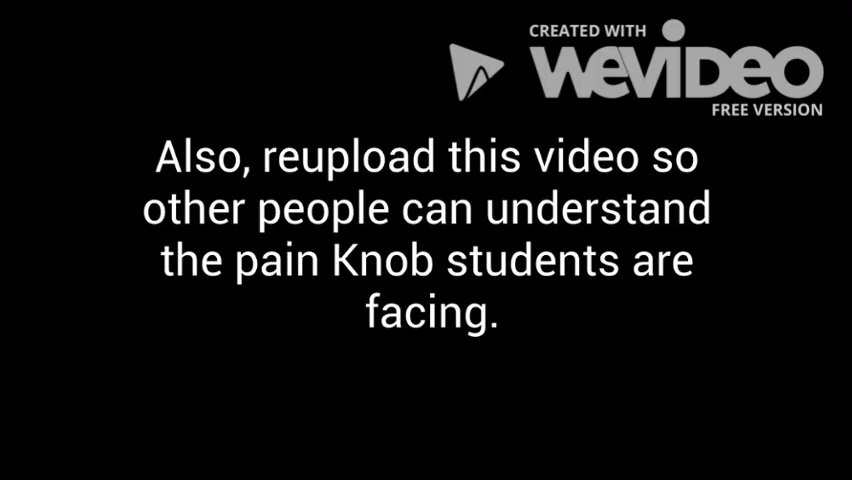 CREATED WITH
WEVIDEO
FREE VERSION
Also, reupload this video so
other people can understand
the pain Knob students are
facing.